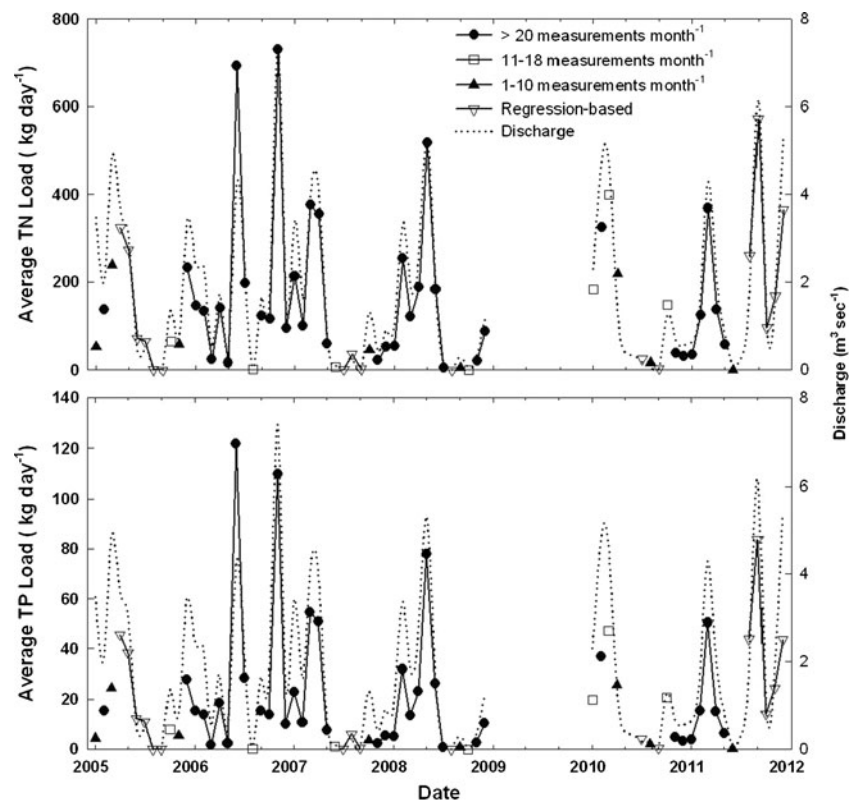 > 20 measurements month⁻¹
11-18 measurements month⁻¹
1-10 measurements month⁻¹
Regression-based
Discharge
Average TN Load ( kg day⁻¹)
800
600
400
200
0
8
6
4
2
0
Discharge (m³ sec⁻¹)
Average TP Load ( kg day⁻¹)
140
120
100
80
60
40
20
0
8
6
4
2
0
2005 2006 2007 2008 2009 2010 2011 2012
Date